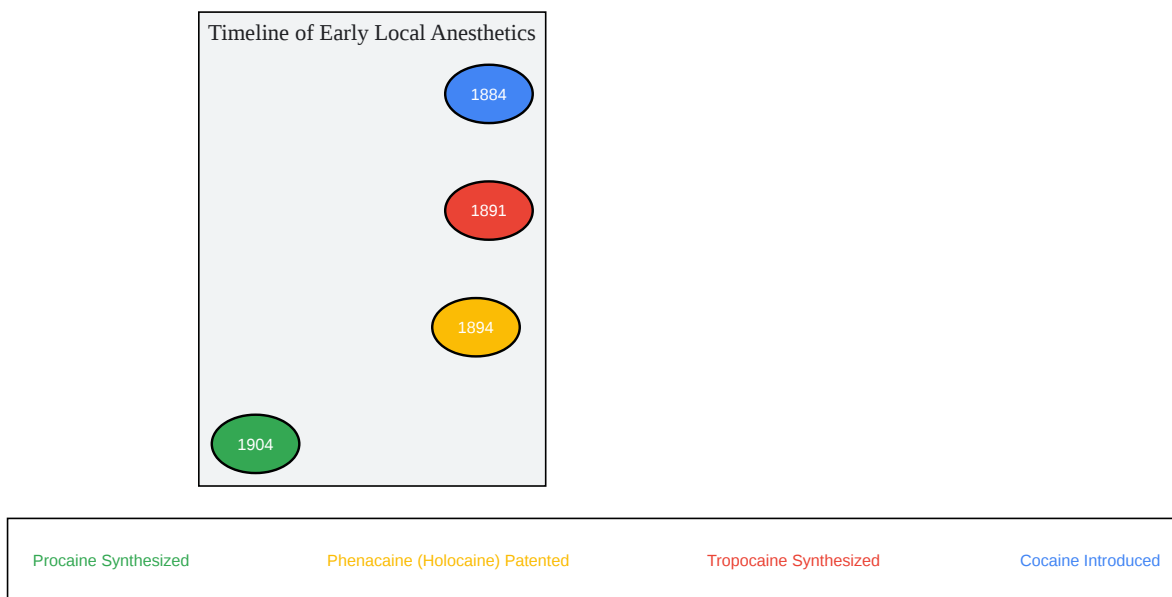 Timeline of Early Local Anesthetics
1884
1891
1894
1904
Procaine Synthesized
Phenacaine (Holocaine) Patented
Tropocaine Synthesized
Cocaine Introduced